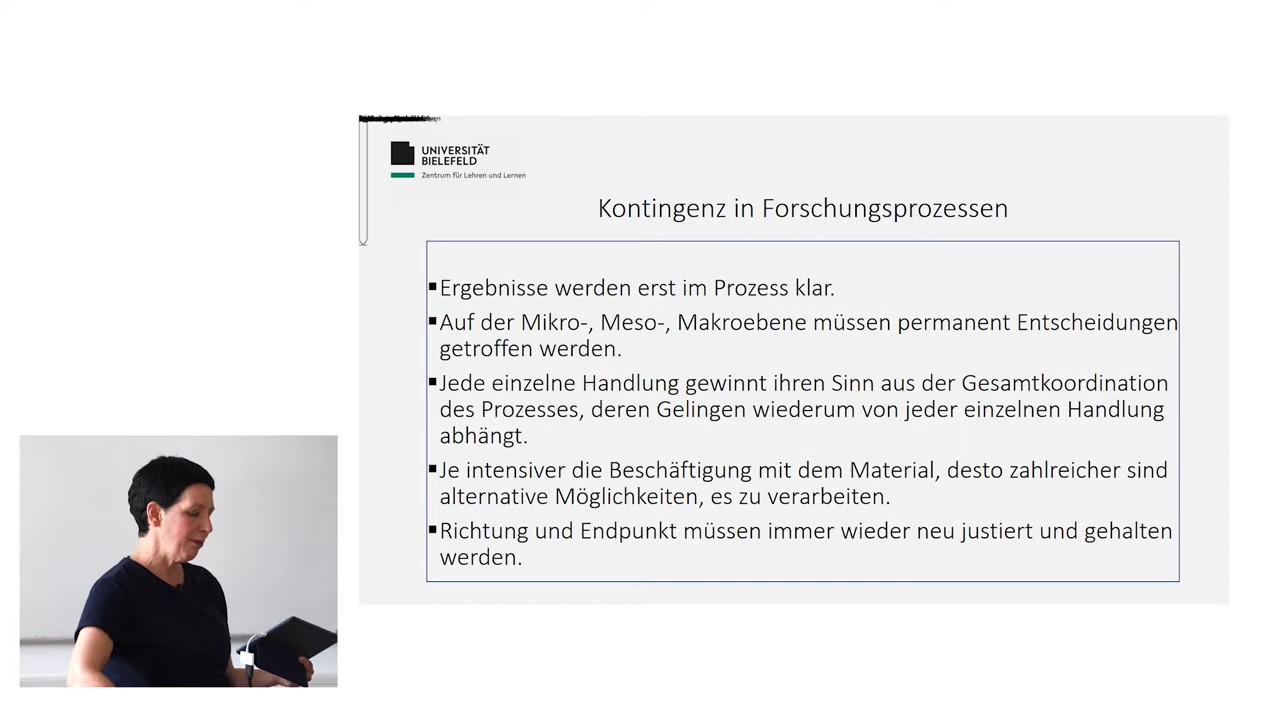 UNIVERSITÄT
BIELEFELD
Zentrum für Lehren und Lernen
Kontingenz in Forschungsprozessen
▪Ergebnisse werden erst im Prozess klar.
▪Auf der Mikro-, Meso-, Makroebene müssen permanent Entscheidungen
getroffen werden.
▪Jede einzelne Handlung gewinnt ihren Sinn aus der Gesamtkoordination
des Prozesses, deren Gelingen wiederum von jeder einzelnen Handlung
abhängt.
▪Je intensiver die Beschäftigung mit dem Material, desto zahlreicher sind
alternative Möglichkeiten, es zu verarbeiten.
▪Richtung und Endpunkt müssen immer wieder neu justiert und gehalten
werden.